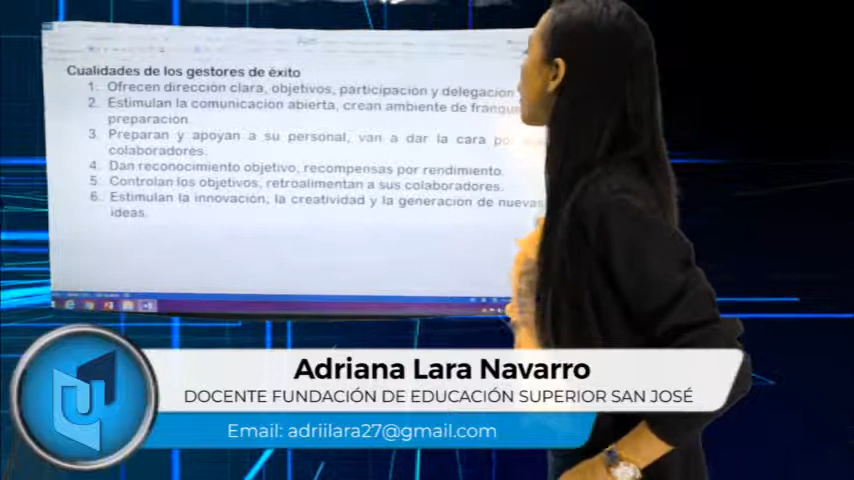 Cualidades de los gestores de éxito
1. Ofrecen dirección clara, objetivos, participación y delegación
2. Estimulan la comunicación abierta, crean ambiente de
preparación
3. Preparan y apoyan a su personal, van a dar la cara
colaboradores.
4. Dan reconocimiento objetivo, recompensas por rendimiento.
5. Controlan los objetivos, retroalimentan a sus colaboradores.
6. Estimulan la innovación, la creatividad y la generación de nuevas
ideas.
Adriana Lara Navarro
DOCENTE FUNDACIÓN DE EDUCACIÓN SUPERIOR SAN JOSÉ
Email: adriilara27@gmail.com